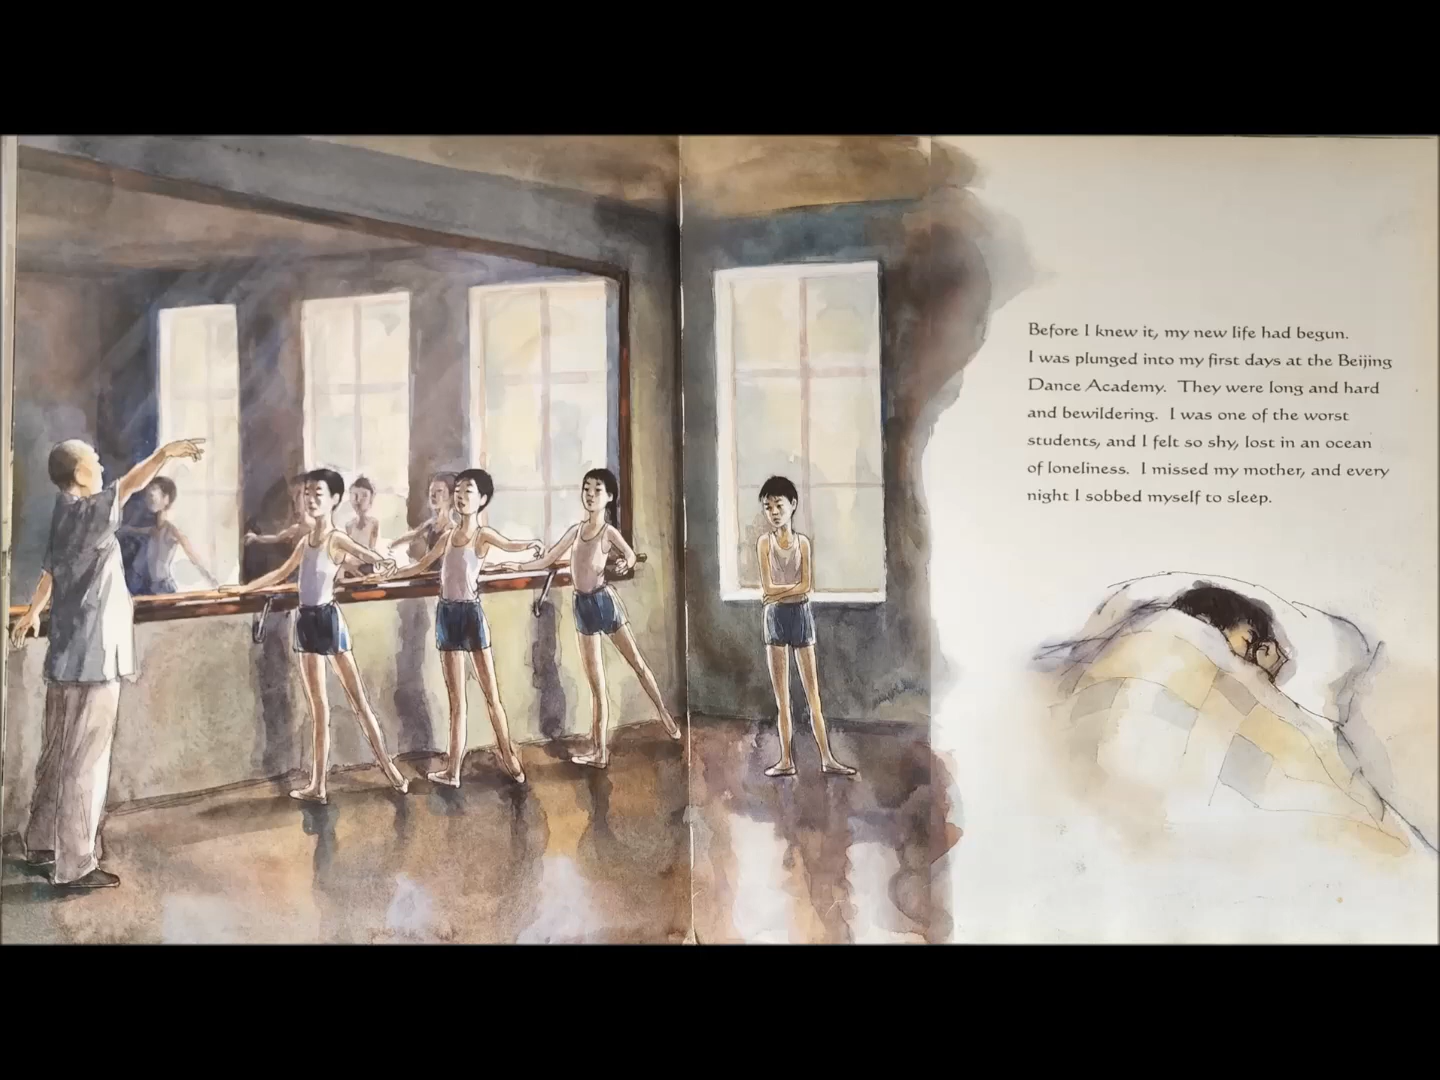 Before I knew it, my new life had begun.
I was plunged into my first days at the Beijing
Dance Academy. They were long and hard
and bewildering. I was one of the worst
students, and I felt so shy, lost in an ocean
of loneliness. I missed my mother, and every
night I sobbed myself to sleep.